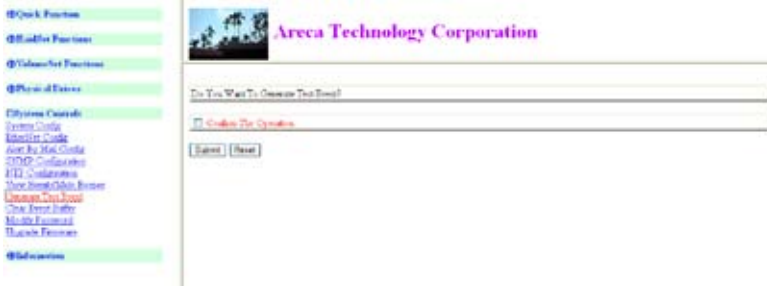 Quick Function
RaidSet Functions
VolumeSet Functions
Physical Drives
System Controls
System Config
EtherNet Config
Alert By Mail Config
SNMP Configuration
NTP Configuration
View Events/Mute Beeper
Generate Test Event
Clear Event Buffer
Modify Password
Upgrade Firmware
Information
Areca Technology Corporation
Do You Want To Generate Test Event?
Confirm The Operation
Submit Reset